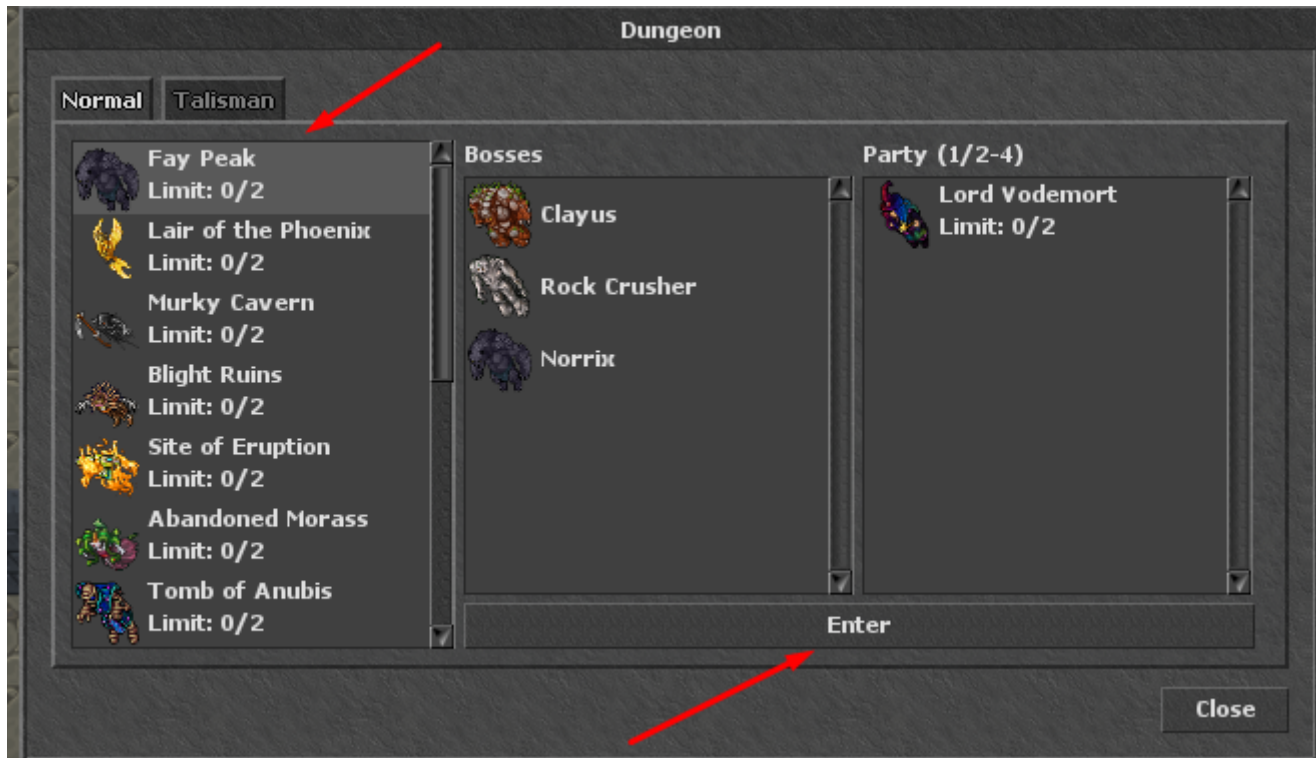 Dungeon
Normal
Talisman
Fay Peak
Limit: 0/2
Lair of the Phoenix
Limit: 0/2
Murky Cavern
Limit: 0/2
Blight Ruins
Limit: 0/2
Site of Eruption
Limit: 0/2
Abandoned Morass
Limit: 0/2
Tomb of Anubis
Limit: 0/2
Bosses
Clayus
Rock Crusher
Norrix
Party (1/2-4)
Lord Vodemort
Limit: 0/2
Enter
Close